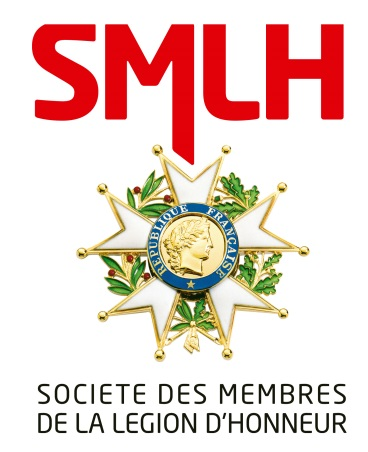 SMLH
REPUBLIQUE FRANÇAISE
SOCIETE DES MEMBRES
DE LA LEGION D'HONNEUR